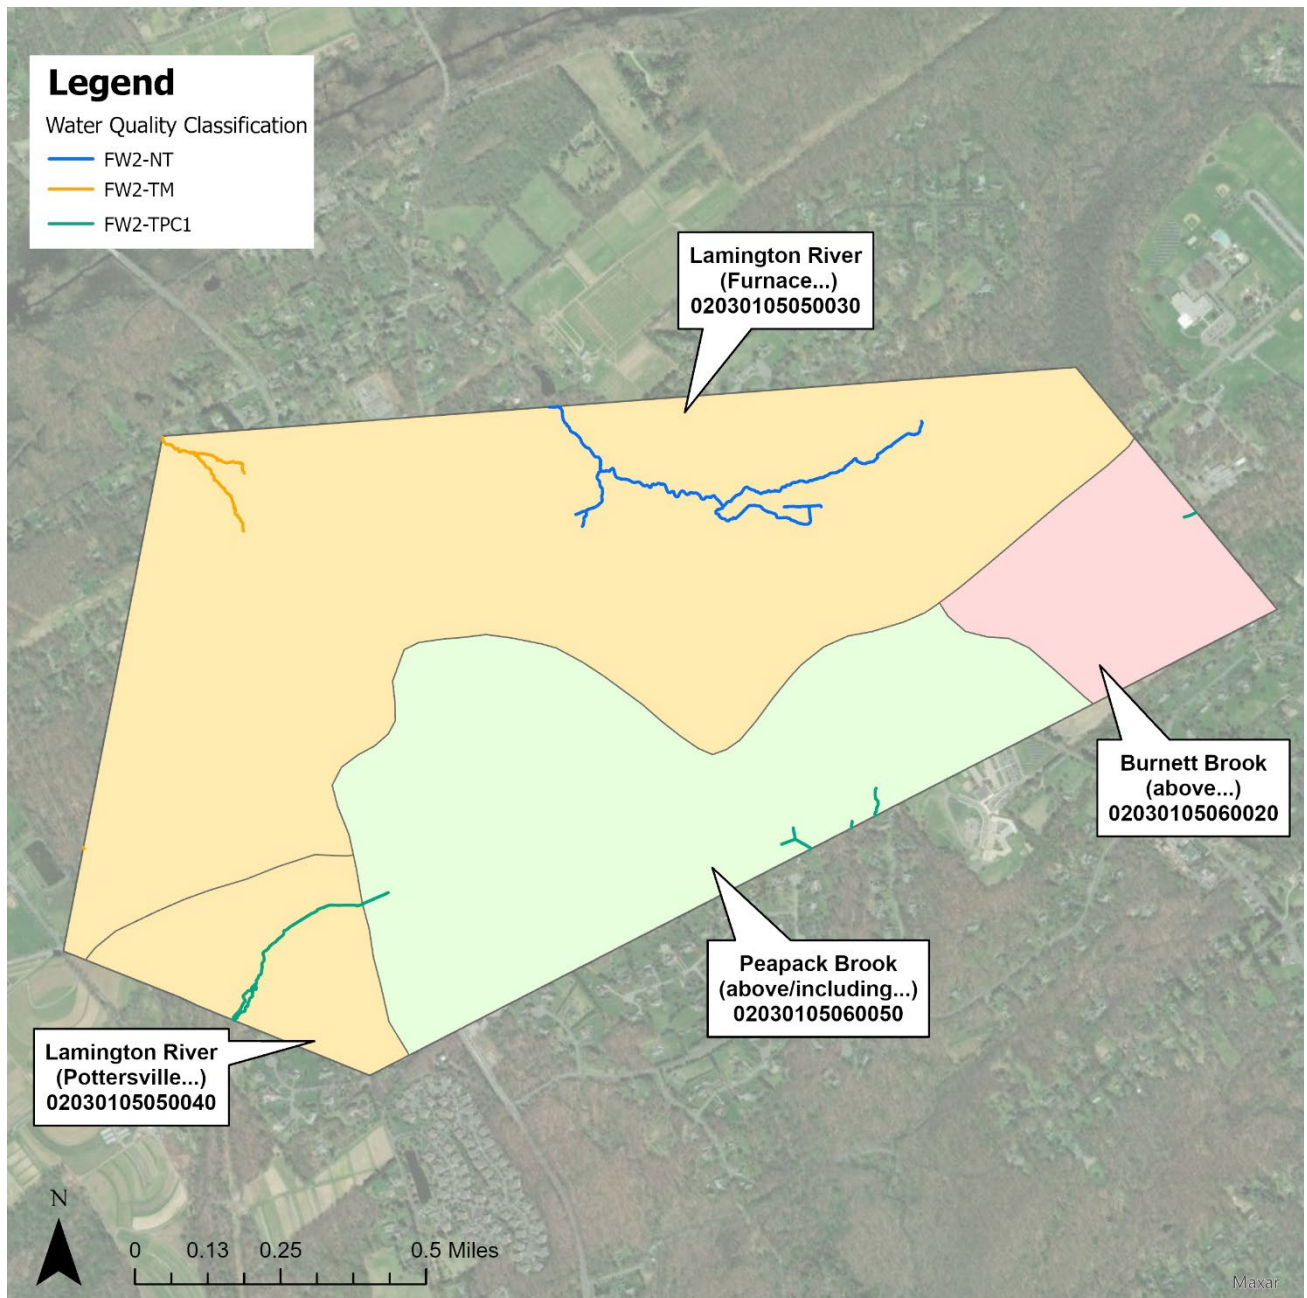 Legend
Water Quality Classification
FW2-NT
FW2-TM
FW2-TPC1
Lamington River
(Furnace...)
02030105050030
Burnett Brook
(above...)
02030105060020
Peapack Brook
(above/including...)
02030105060050
Lamington River
(Pottersville...)
02030105050040
N
0 0.13 0.25 0.5 Miles
Maxar